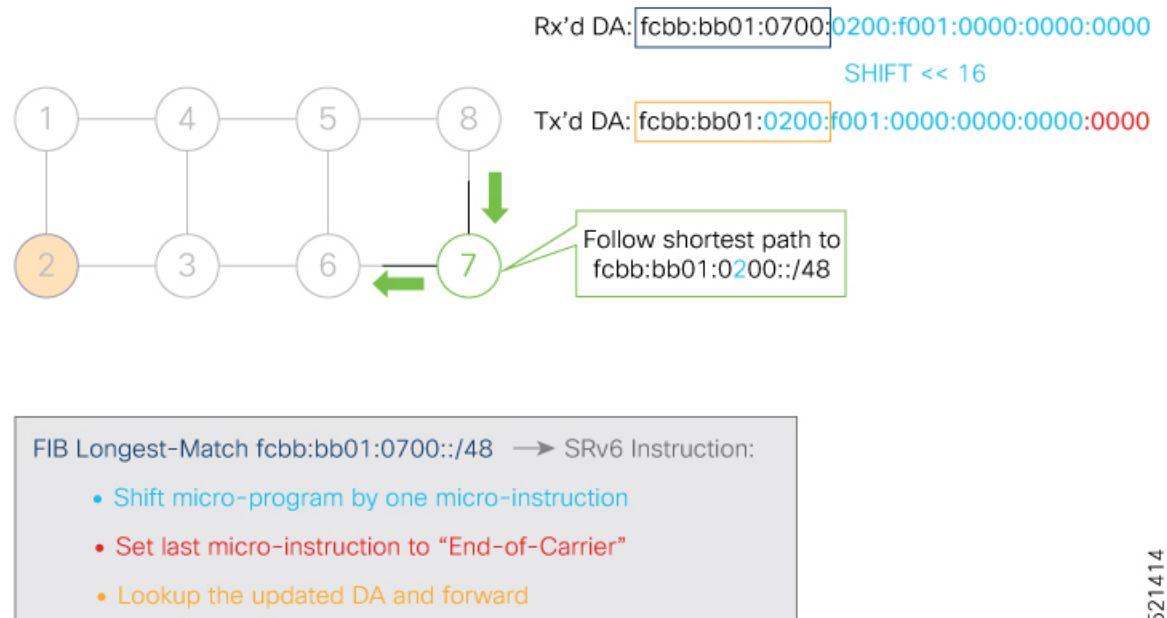 Rx'd DA: fcbb:bb01:0700:0200:f001:0000:0000:0000
SHIFT << 16
Tx'd DA: fcbb:bb01:0200:f001:0000:0000:0000:0000
1 4 5 8
2 3 6 7
Follow shortest path to
fcbb:bb01:0200::/48
FIB Longest-Match fcbb:bb01:0700::/48 → SRv6 Instruction:
• Shift micro-program by one micro-instruction
• Set last micro-instruction to “End-of-Carrier”
• Lookup the updated DA and forward
521414